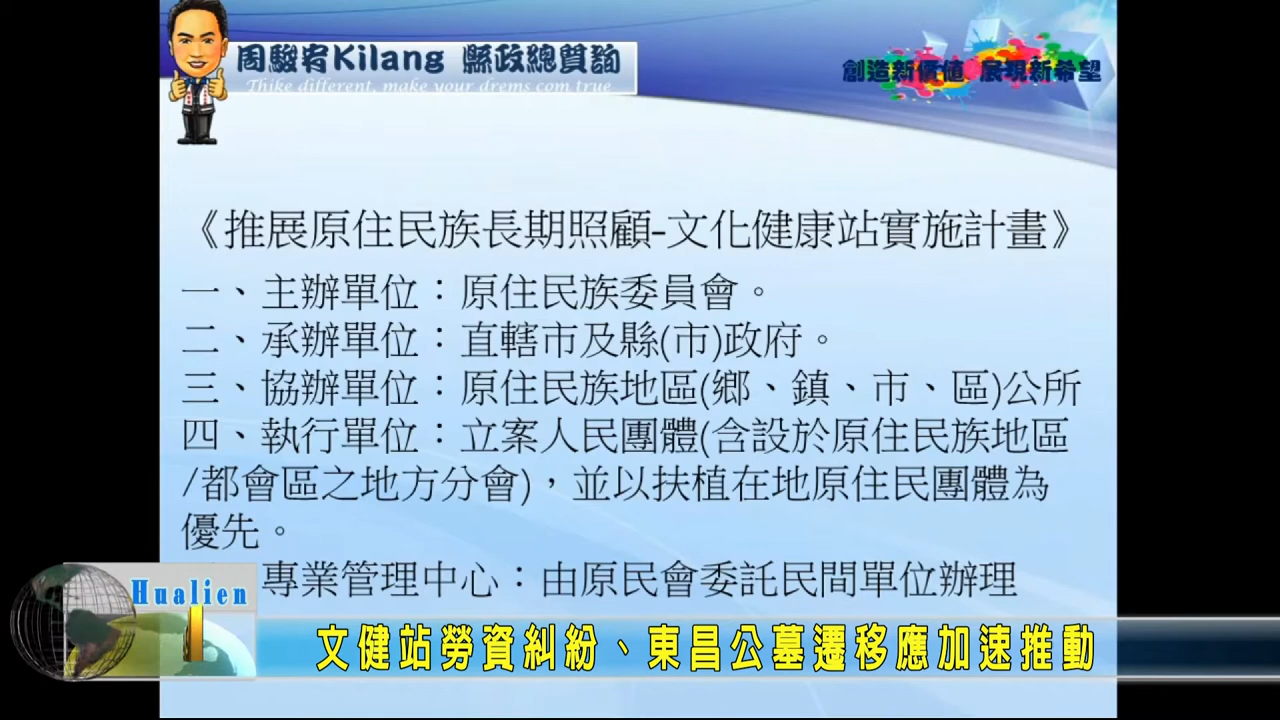 周駿宥Kilang 縣政總質詢
Thike different, make your drems com true
創造新價值 展現新希望
《推展原住民族長期照顧-文化健康站實施計畫》
一、主辦單位：原住民族委員會。
二、承辦單位：直轄市及縣(市)政府。
三、協辦單位：原住民族地區(鄉、鎮、市、區)公所
四、執行單位：立案人民團體(含設於原住民族地區
/都會區之地方分會)，並以扶植在地原住民團體為
優先。
專業管理中心：由原民會委託民間單位辦理
Hualien
1
文健站勞資糾紛、東昌公墓遷移應加速推動